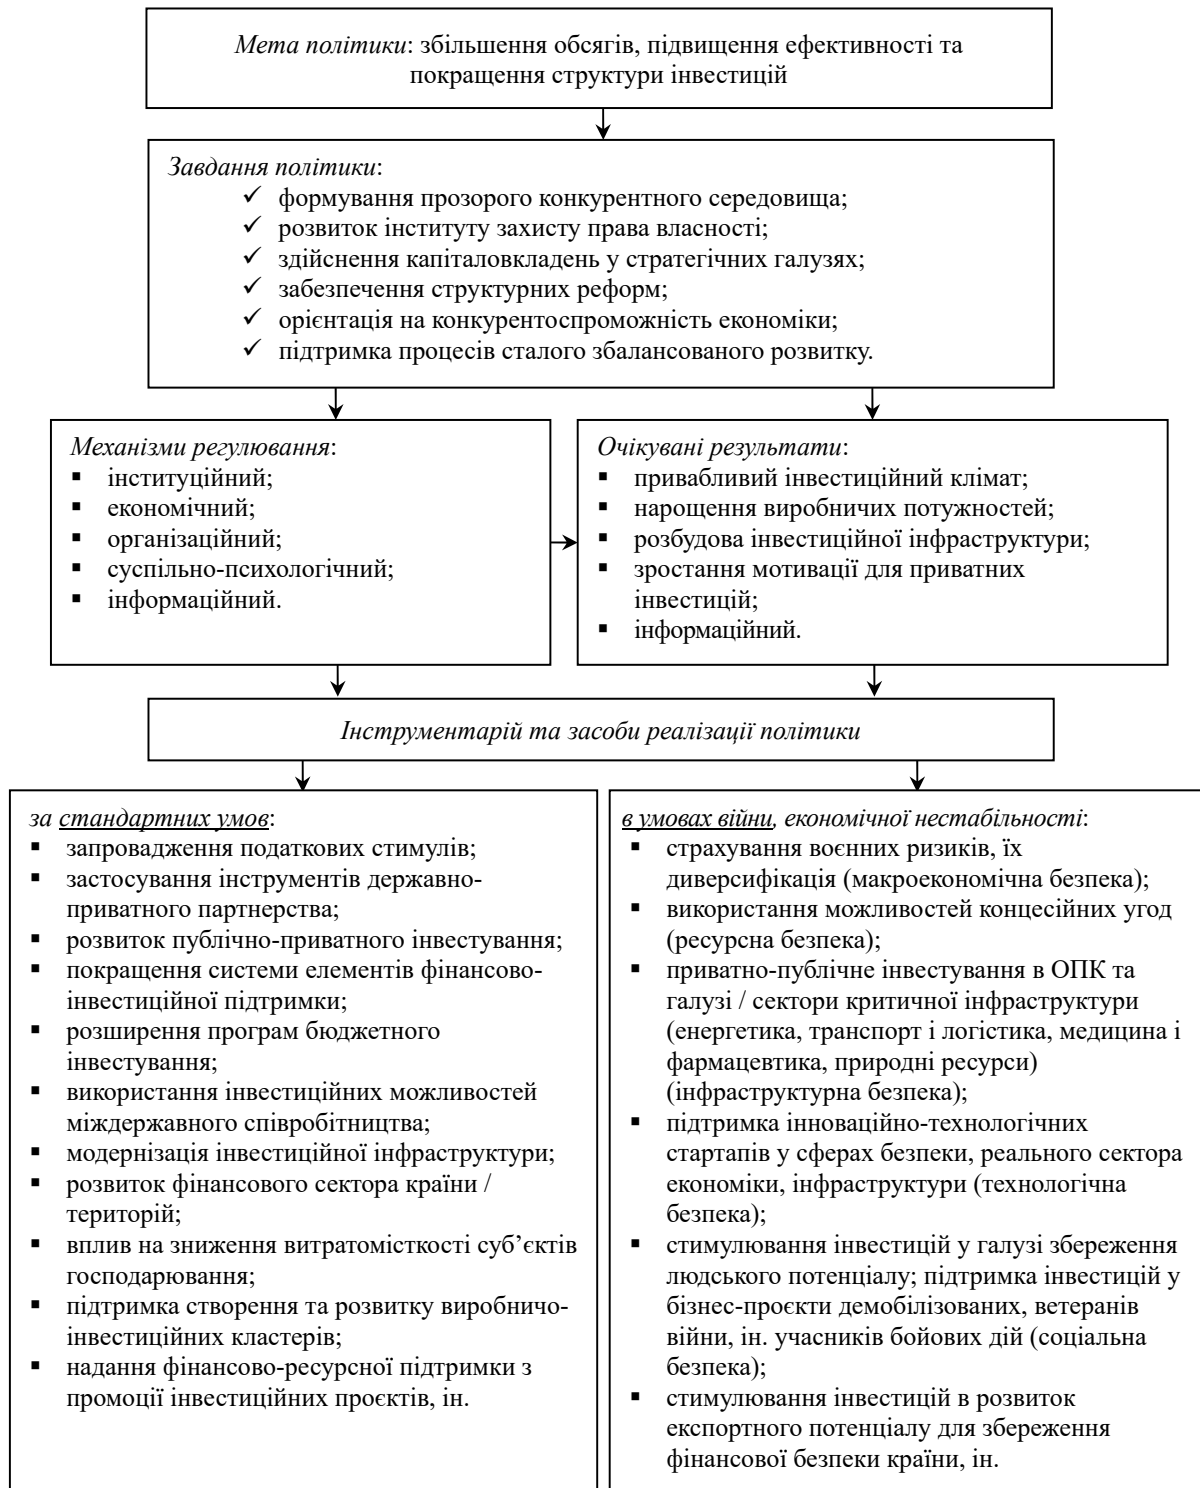 Мета політики: збільшення обсягів, підвищення ефективності та
покращення структури інвестицій
Завдання політики:
✓ формування прозорого конкурентного середовища;
✓ розвиток інституту захисту права власності;
✓ здійснення капіталовкладень у стратегічних галузях;
✓ забезпечення структурних реформ;
✓ орієнтація на конкурентоспроможність економіки;
✓ підтримка процесів сталого збалансованого розвитку.
Механізми регулювання:
▪ інституційний;
▪ економічний;
▪ організаційний;
▪ суспільно-психологічний;
▪ інформаційний.
Очікувані результати:
▪ привабливий інвестиційний клімат;
▪ нарощення виробничих потужностей;
▪ розбудова інвестиційної інфраструктури;
▪ зростання мотивації для приватних
інвестицій;
▪ інформаційний.
Інструментарій та засоби реалізації політики
за стандартних умов:
▪ запровадження податкових стимулів;
▪ застосування інструментів державно-
приватного партнерства;
▪ розвиток публічно-приватного інвестування;
▪ покращення системи елементів фінансово-
інвестиційної підтримки;
▪ розширення програм бюджетного
інвестування;
▪ використання інвестиційних можливостей
міждержавного співробітництва;
▪ модернізація інвестиційної інфраструктури;
▪ розвиток фінансового сектора країни /
територій;
▪ вплив на зниження витратомісткості суб’єктів
господарювання;
▪ підтримка створення та розвитку виробничо-
інвестиційних кластерів;
▪ надання фінансово-ресурсної підтримки з
промоції інвестиційних проєктів, ін.
в умовах війни, економічної нестабільності:
▪ страхування воєнних ризиків, їх
диверсифікація (макроекономічна безпека);
▪ використання можливостей концесійних угод
(ресурсна безпека);
▪ приватно-публічне інвестування в ОПК та
галузі / сектори критичної інфраструктури
(енергетика, транспорт і логістика, медицина і
фармацевтика, природні ресурси)
(інфраструктурна безпека);
▪ підтримка інноваційно-технологічних
стартапів у сферах безпеки, реального сектора
економіки, інфраструктури (технологічна
безпека);
▪ стимулювання інвестицій у галузі збереження
людського потенціалу; підтримка інвестицій у
бізнес-проєкти демобілізованих, ветеранів
війни, ін. учасників бойових дій (соціальна
безпека);
▪ стимулювання інвестицій в розвиток
експортного потенціалу для збереження
фінансової безпеки країни, ін.